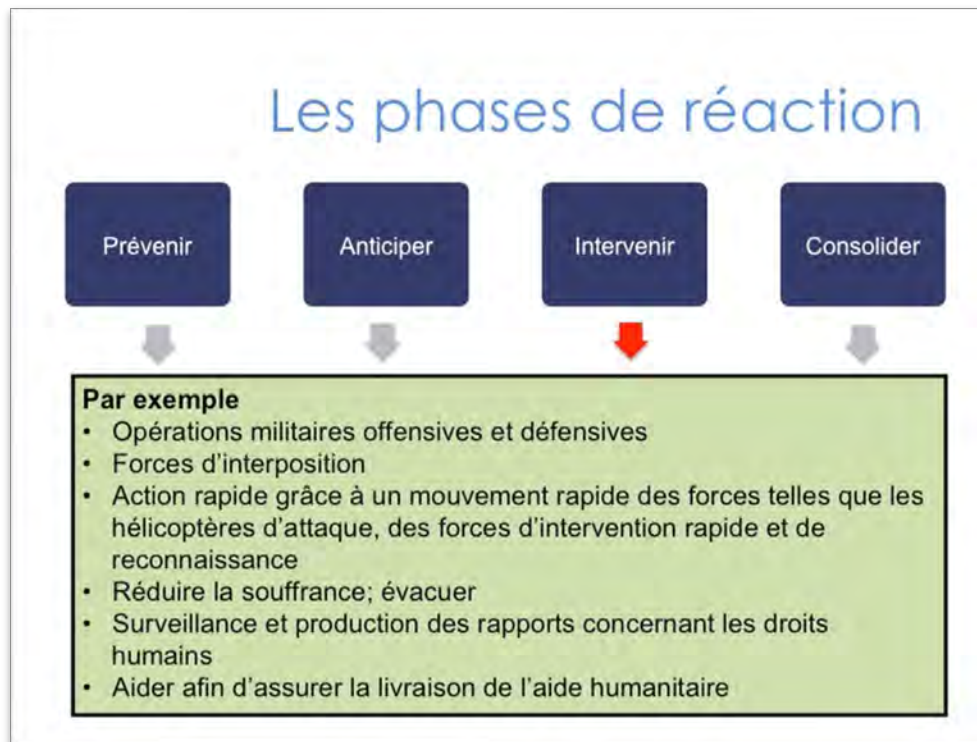 Les phases de réaction
Prévenir
Anticiper
Intervenir
Consolider
Par exemple
• Opérations militaires offensives et défensives
• Forces d'interposition
• Action rapide grâce à un mouvement rapide des forces telles que les
hélicoptères d'attaque, des forces d'intervention rapide et de
reconnaissance
• Réduire la souffrance; évacuer
• Surveillance et production des rapports concernant les droits
humains
• Aider afin d'assurer la livraison de l'aide humanitaire